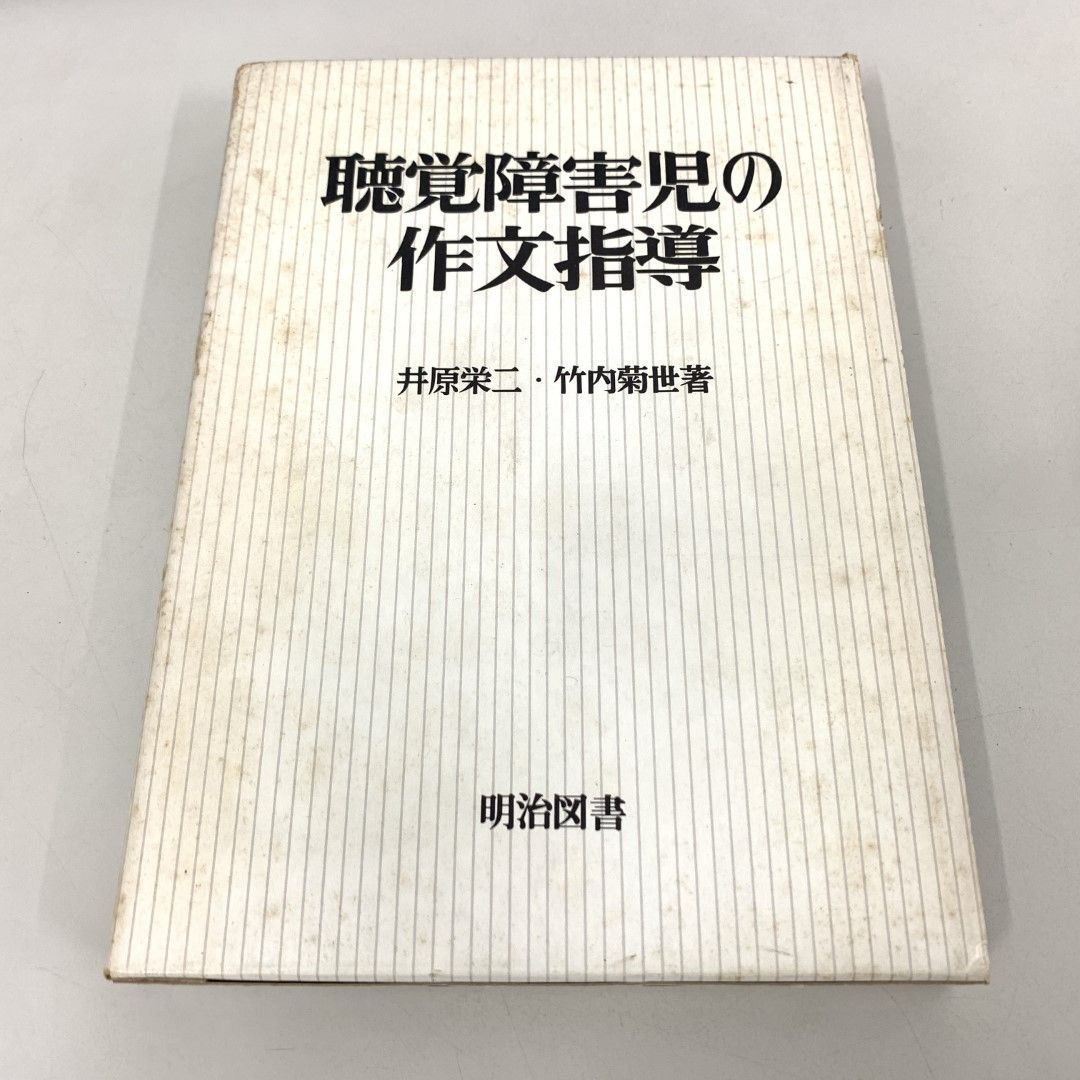 聴覚障害児の
作文指導
井原栄二・竹内菊世著
明治図書